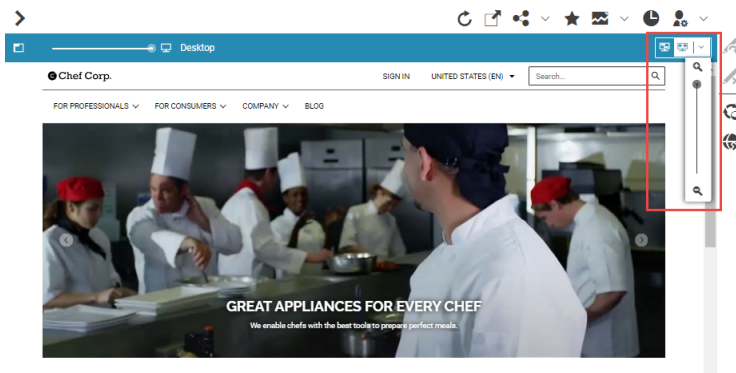 Desktop
Chef Corp.
SIGN IN UNITED STATES (EN) Search...
FOR PROFESSIONALS FOR CONSUMERS COMPANY BLOG
GREAT APPLIANCES FOR EVERY CHEF
We enable chefs with the best tools to prepare perfect meals.